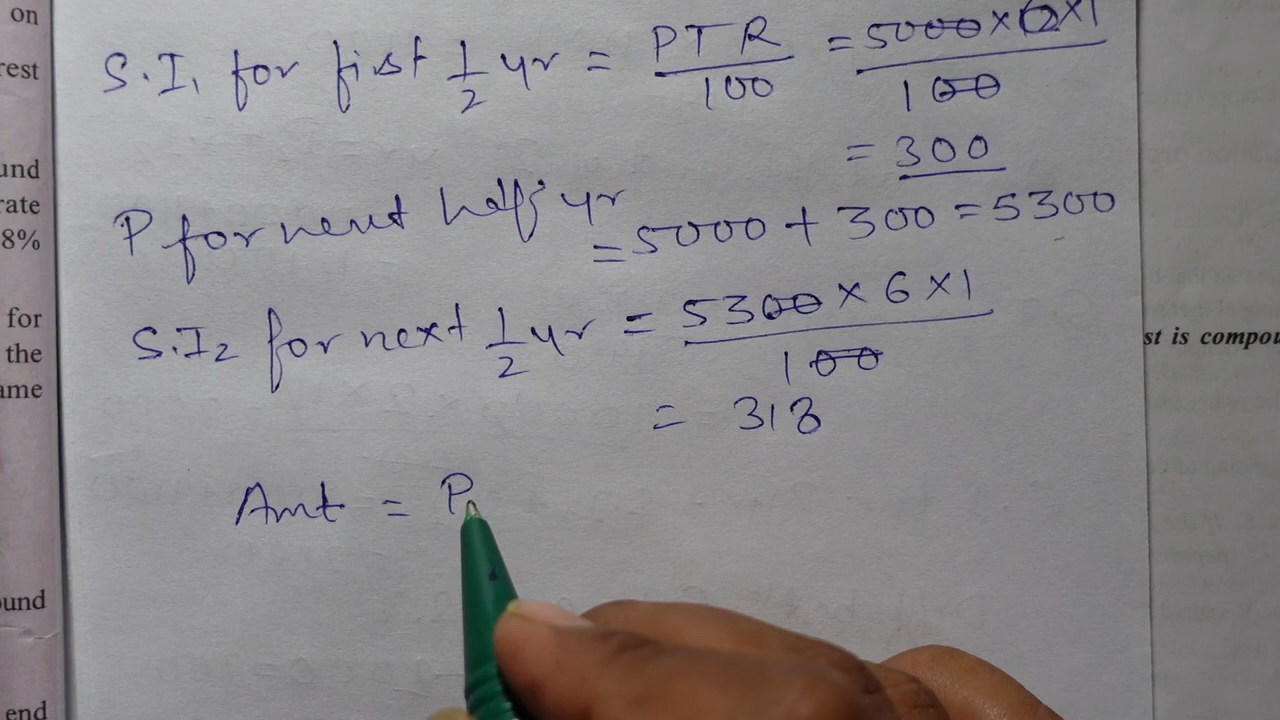 on
rest
und
rate
8%
for
the
ame
ound
end
S.I₁ for first 1/2 yr = PTR/100 = 5000×6×1/100
= 300
P for next half yr
= 5000 + 300 = 5300
S.I₂ for next 1/2 yr = 5300 × 6 × 1/100
= 318
Amt = P
st is compou